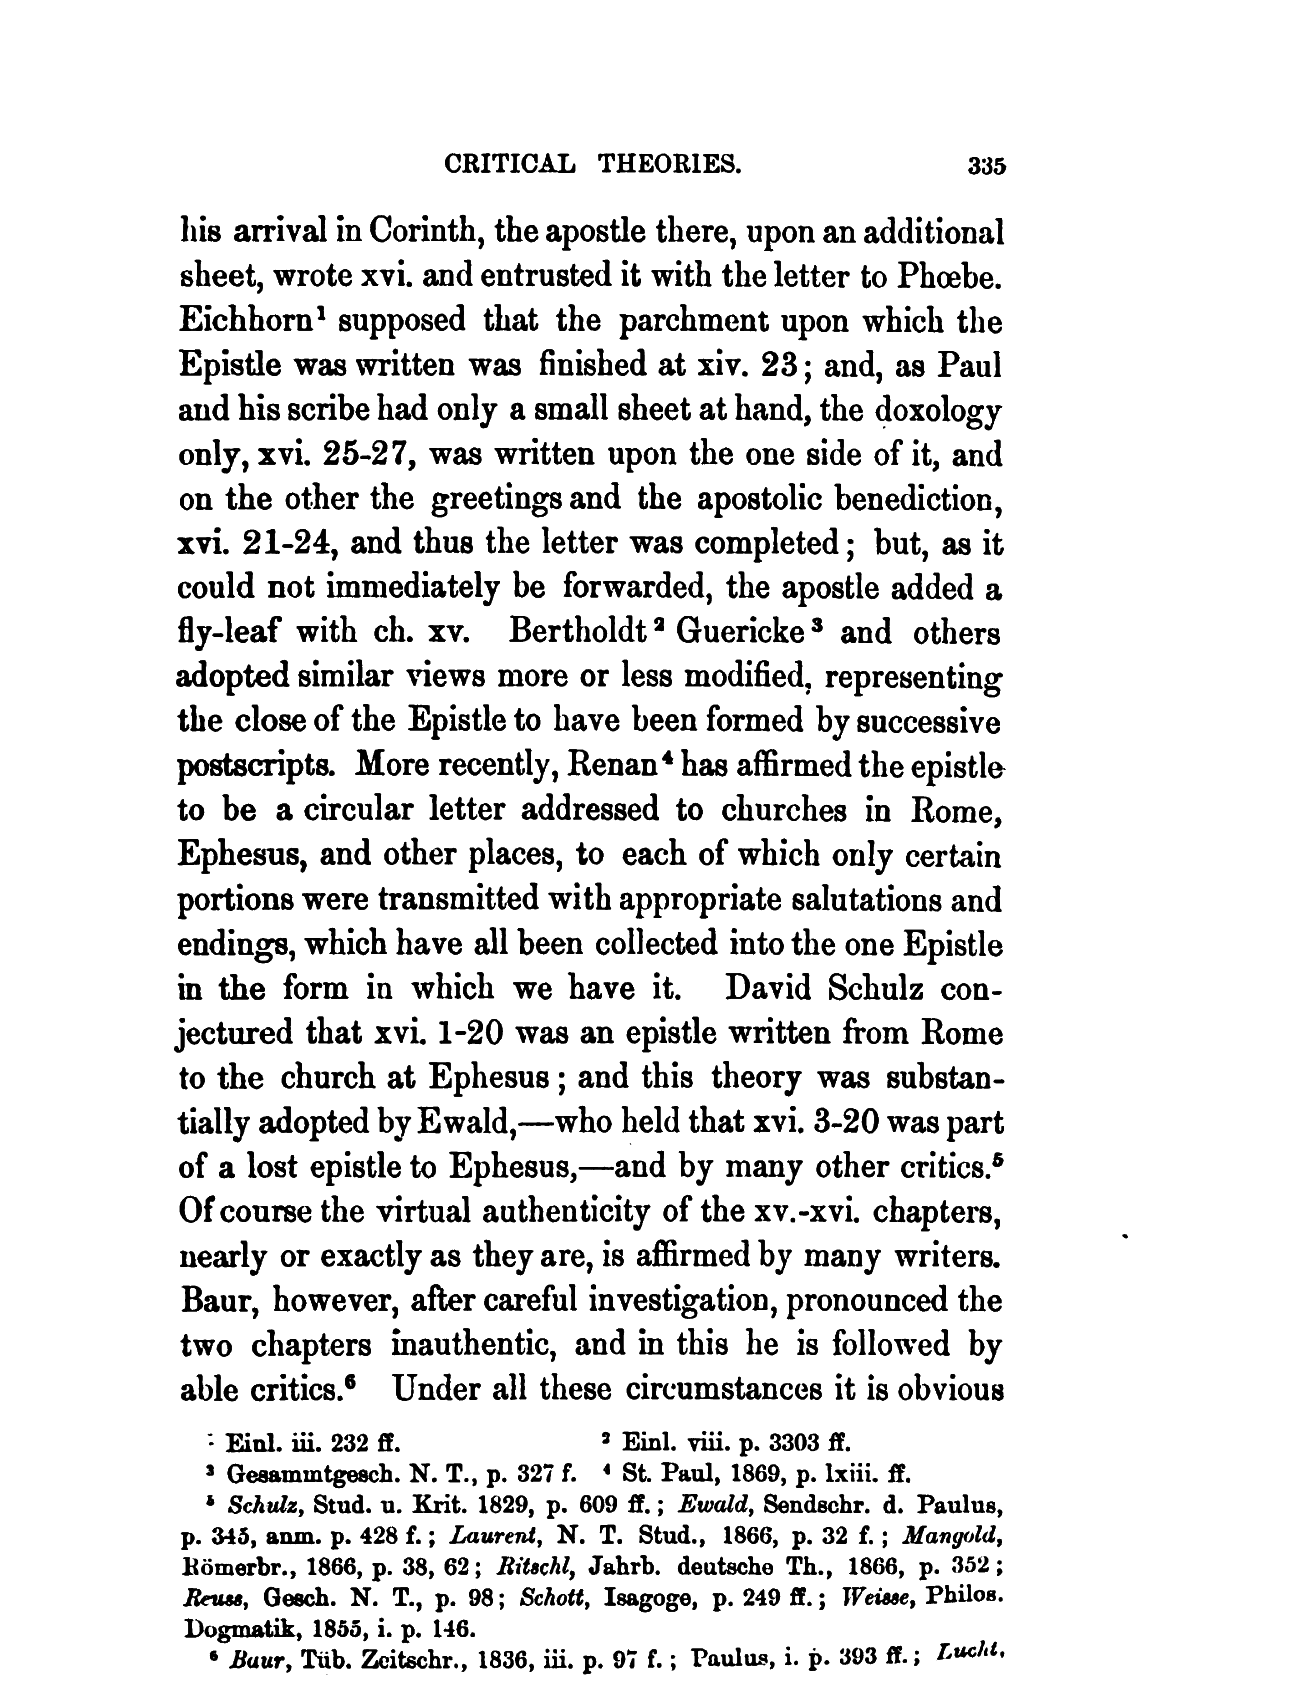 CRITICAL THEORIES. 335
his arrival in Corinth, the apostle there, upon an additional
sheet, wrote xvi. and entrusted it with the letter to Phœbe.
Eichhorn¹ supposed that the parchment upon which the
Epistle was written was finished at xiv. 23; and, as Paul
and his scribe had only a small sheet at hand, the doxology
only, xvi. 25-27, was written upon the one side of it, and
on the other the greetings and the apostolic benediction,
xvi. 21-24, and thus the letter was completed; but, as it
could not immediately be forwarded, the apostle added a
fly-leaf with ch. xv. Bertholdt² Guericke³ and others
adopted similar views more or less modified, representing
the close of the Epistle to have been formed by successive
postscripts. More recently, Renan⁴ has affirmed the epistle
to be a circular letter addressed to churches in Rome,
Ephesus, and other places, to each of which only certain
portions were transmitted with appropriate salutations and
endings, which have all been collected into the one Epistle
in the form in which we have it. David Schulz con-
jectured that xvi. 1-20 was an epistle written from Rome
to the church at Ephesus; and this theory was substan-
tially adopted by Ewald,—who held that xvi. 3-20 was part
of a lost epistle to Ephesus,—and by many other critics.⁵
Of course the virtual authenticity of the xv.-xvi. chapters,
nearly or exactly as they are, is affirmed by many writers.
Baur, however, after careful investigation, pronounced the
two chapters inauthentic, and in this he is followed by
able critics.⁶ Under all these circumstances it is obvious
¹ Einl. iii. 232 ff. ² Einl. viii. p. 3303 ff.
³ Gesammtgesch. N. T., p. 327 f. ⁴ St. Paul, 1869, p. lxiii. ff.
⁵ Schulz, Stud. u. Krit. 1829, p. 609 ff.; Ewald, Sendschr. d. Paulus,
p. 345, anm. p. 428 f.; Laurent, N. T. Stud., 1866, p. 32 f.; Mangold,
Römerbr., 1866, p. 38, 62; Ritschl, Jahrb. deutsche Th., 1866, p. 352;
Reuss, Gesch. N. T., p. 98; Schott, Isagoge, p. 249 ff.; Weisse, Philos.
Dogmatik, 1855, i. p. 146.
⁶ Baur, Tüb. Zeitschr., 1836, iii. p. 97 f.; Paulus, i. p. 393 ff.; Lucht,